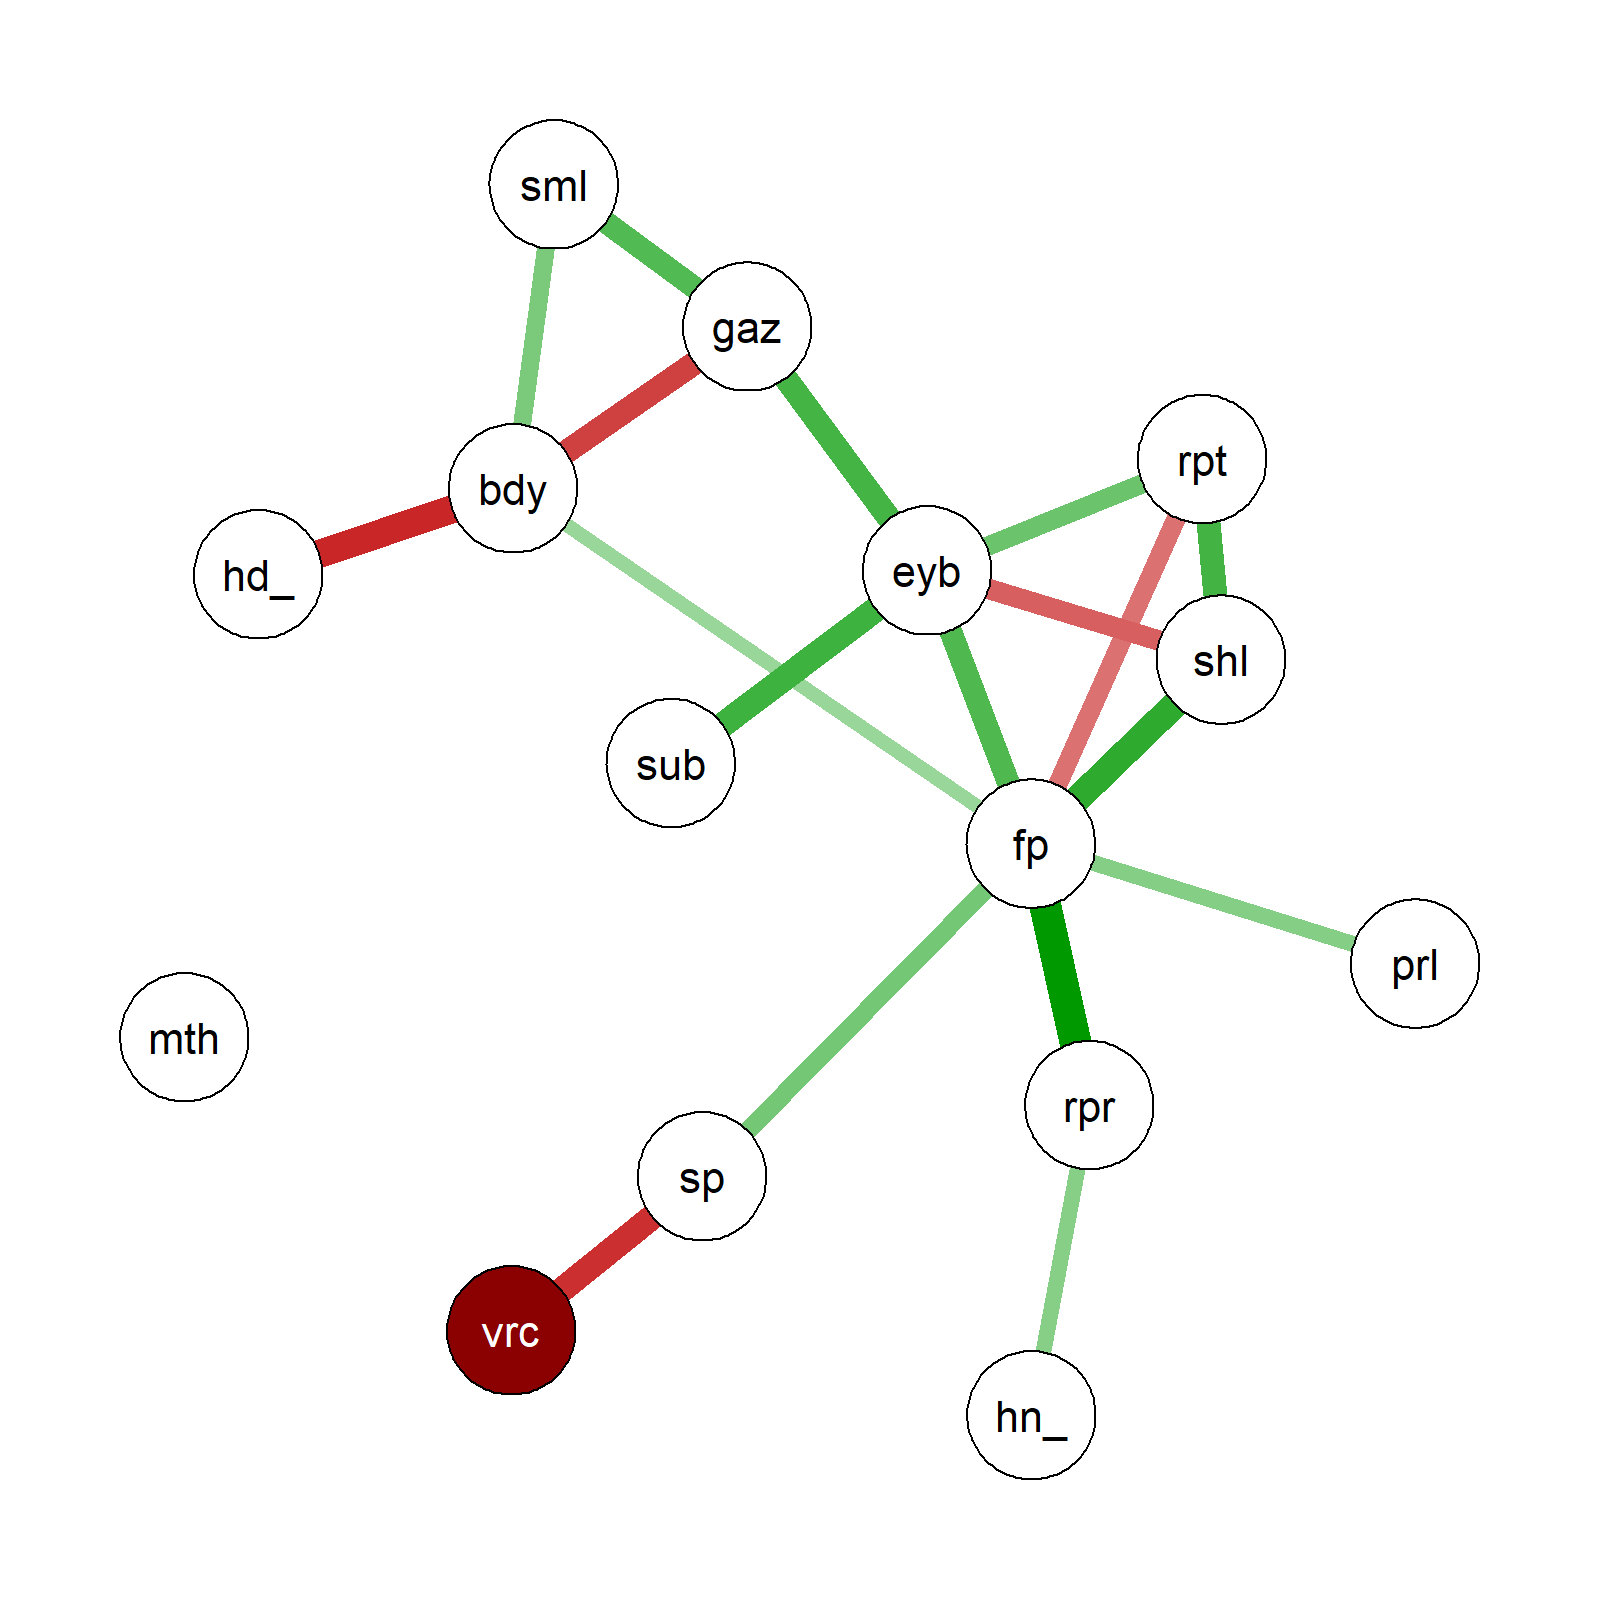 sml
gaz
rpt
bdy
hd_
eyb
shl
sub
fp
prl
mth
rpr
sp
vrc
hn_